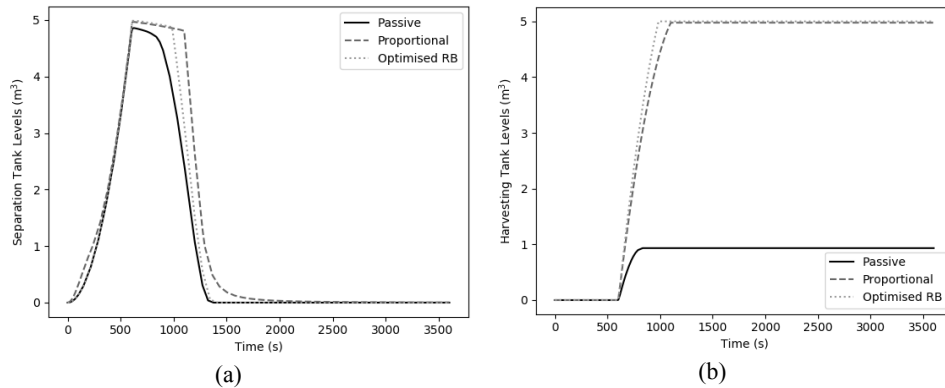 Separation Tank Levels (m³)
5
4
3
2
1
0
0 500 1000 1500 2000 2500 3000 3500
Time (s)
Passive
Proportional
Optimised RB
(a)
Harvesting Tank Levels (m³)
5
4
3
2
1
0
0 500 1000 1500 2000 2500 3000 3500
Time (s)
Passive
Proportional
Optimised RB
(b)